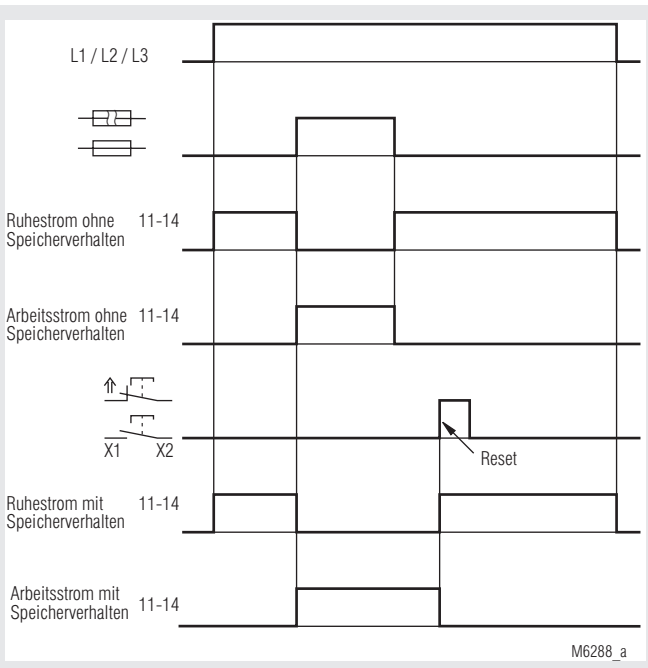 L1 / L2 / L3
Ruhestrom ohne 11-14
Speicherverhalten
Arbeitsstrom ohne 11-14
Speicherverhalten
X1 X2
Reset
Ruhestrom mit 11-14
Speicherverhalten
Arbeitsstrom mit
Speicherverhalten 11-14
M6288_a